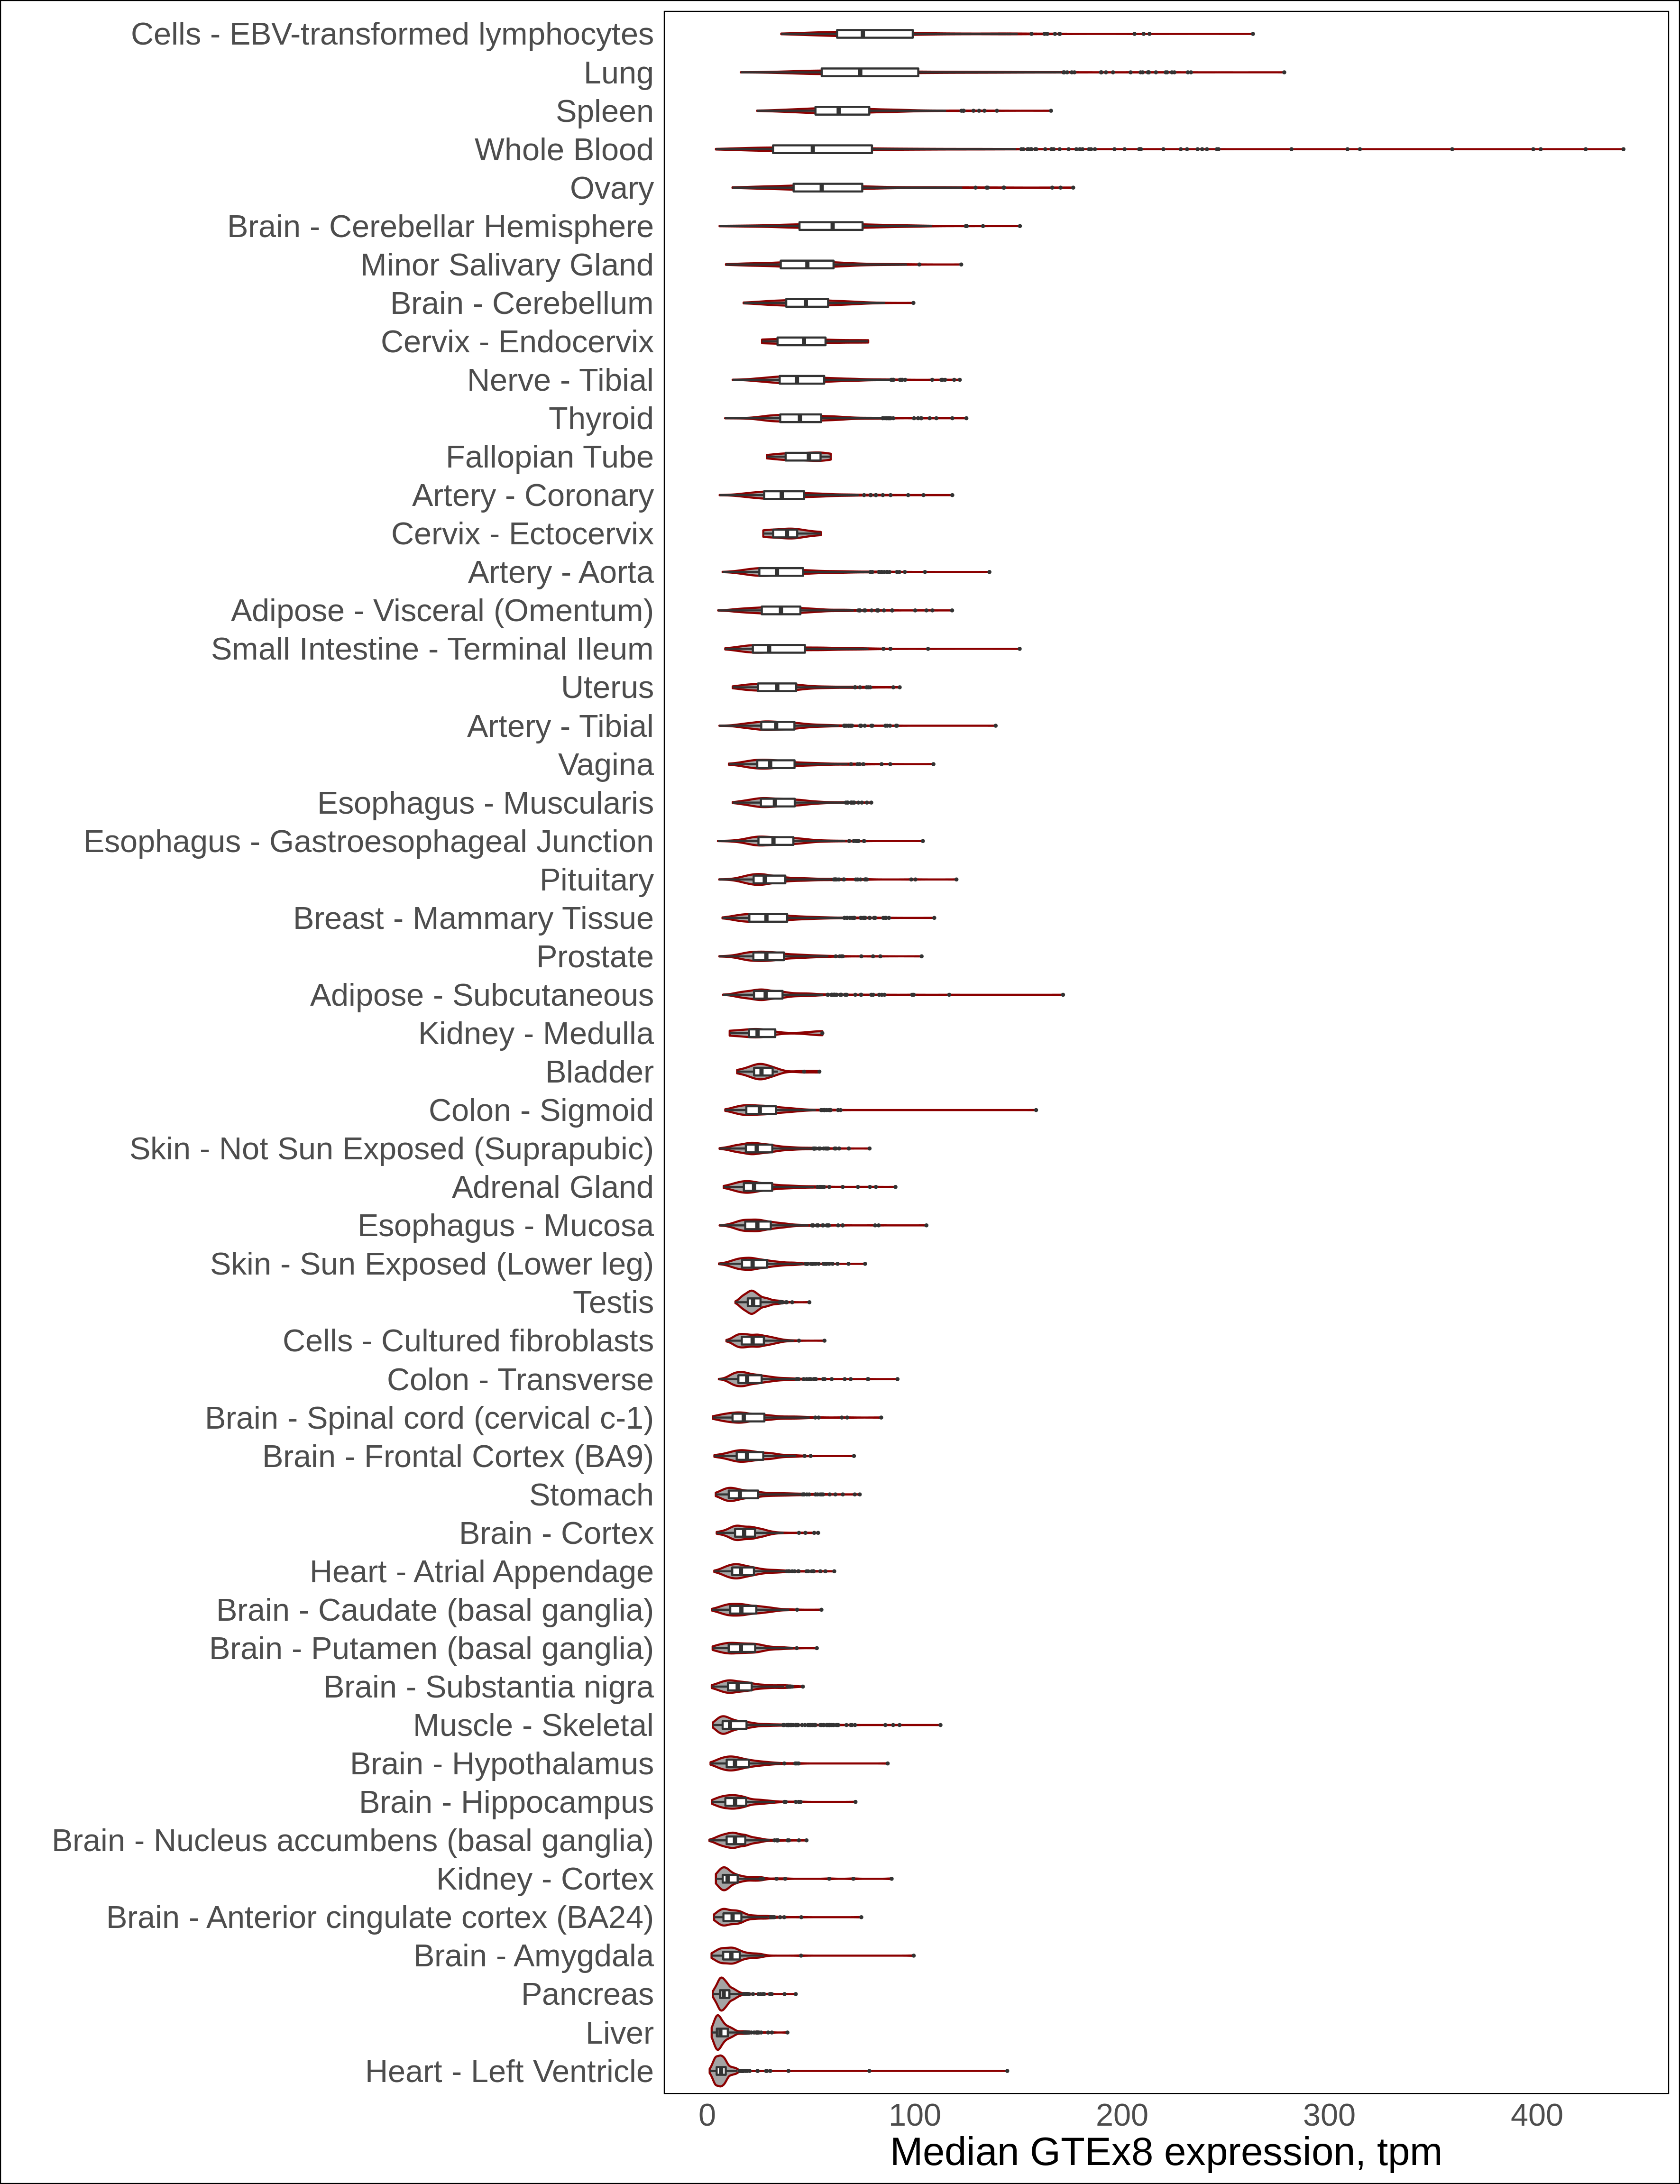 Cells - EBV-transformed lymphocytes
Lung
Spleen
Whole Blood
Ovary
Brain - Cerebellar Hemisphere
Minor Salivary Gland
Brain - Cerebellum
Cervix - Endocervix
Nerve - Tibial
Thyroid
Fallopian Tube
Artery - Coronary
Cervix - Ectocervix
Artery - Aorta
Adipose - Visceral (Omentum)
Small Intestine - Terminal Ileum
Uterus
Artery - Tibial
Vagina
Esophagus - Muscularis
Esophagus - Gastroesophageal Junction
Pituitary
Breast - Mammary Tissue
Prostate
Adipose - Subcutaneous
Kidney - Medulla
Bladder
Colon - Sigmoid
Skin - Not Sun Exposed (Suprapubic)
Adrenal Gland
Esophagus - Mucosa
Skin - Sun Exposed (Lower leg)
Testis
Cells - Cultured fibroblasts
Colon - Transverse
Brain - Spinal cord (cervical c-1)
Brain - Frontal Cortex (BA9)
Stomach
Brain - Cortex
Heart - Atrial Appendage
Brain - Caudate (basal ganglia)
Brain - Putamen (basal ganglia)
Brain - Substantia nigra
Muscle - Skeletal
Brain - Hypothalamus
Brain - Hippocampus
Brain - Nucleus accumbens (basal ganglia)
Kidney - Cortex
Brain - Anterior cingulate cortex (BA24)
Brain - Amygdala
Pancreas
Liver
Heart - Left Ventricle
0 100 200 300 400
Median GTEx8 expression, tpm